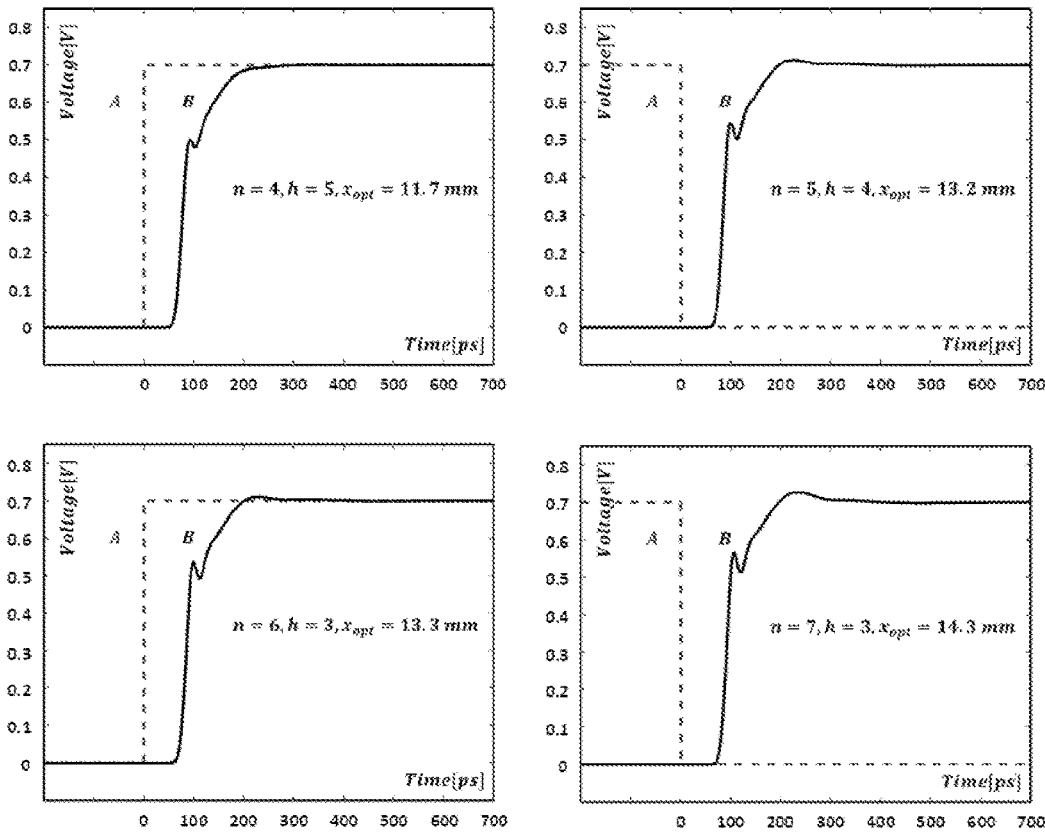 Voltage[V]
0.8
0.7
0.6
0.5
0.4
0.3
0.2
0.1
0
A
B
n = 4, h = 5, x_opt = 11.7 mm
Time[ps]
0 100 200 300 400 500 600 700
Voltage[V]
0.8
0.7
0.6
0.5
0.4
0.3
0.2
0.1
0
A
B
n = 5, h = 4, x_opt = 13.2 mm
Time[ps]
0 100 200 300 400 500 600 700
Voltage[V]
0.8
0.7
0.6
0.5
0.4
0.3
0.2
0.1
0
A
B
n = 6, h = 3, x_opt = 13.3 mm
Time[ps]
0 100 200 300 400 500 600 700
Voltage[V]
0.8
0.7
0.6
0.5
0.4
0.3
0.2
0.1
0
A
B
n = 7, h = 3, x_opt = 14.3 mm
Time[ps]
0 100 200 300 400 500 600 700